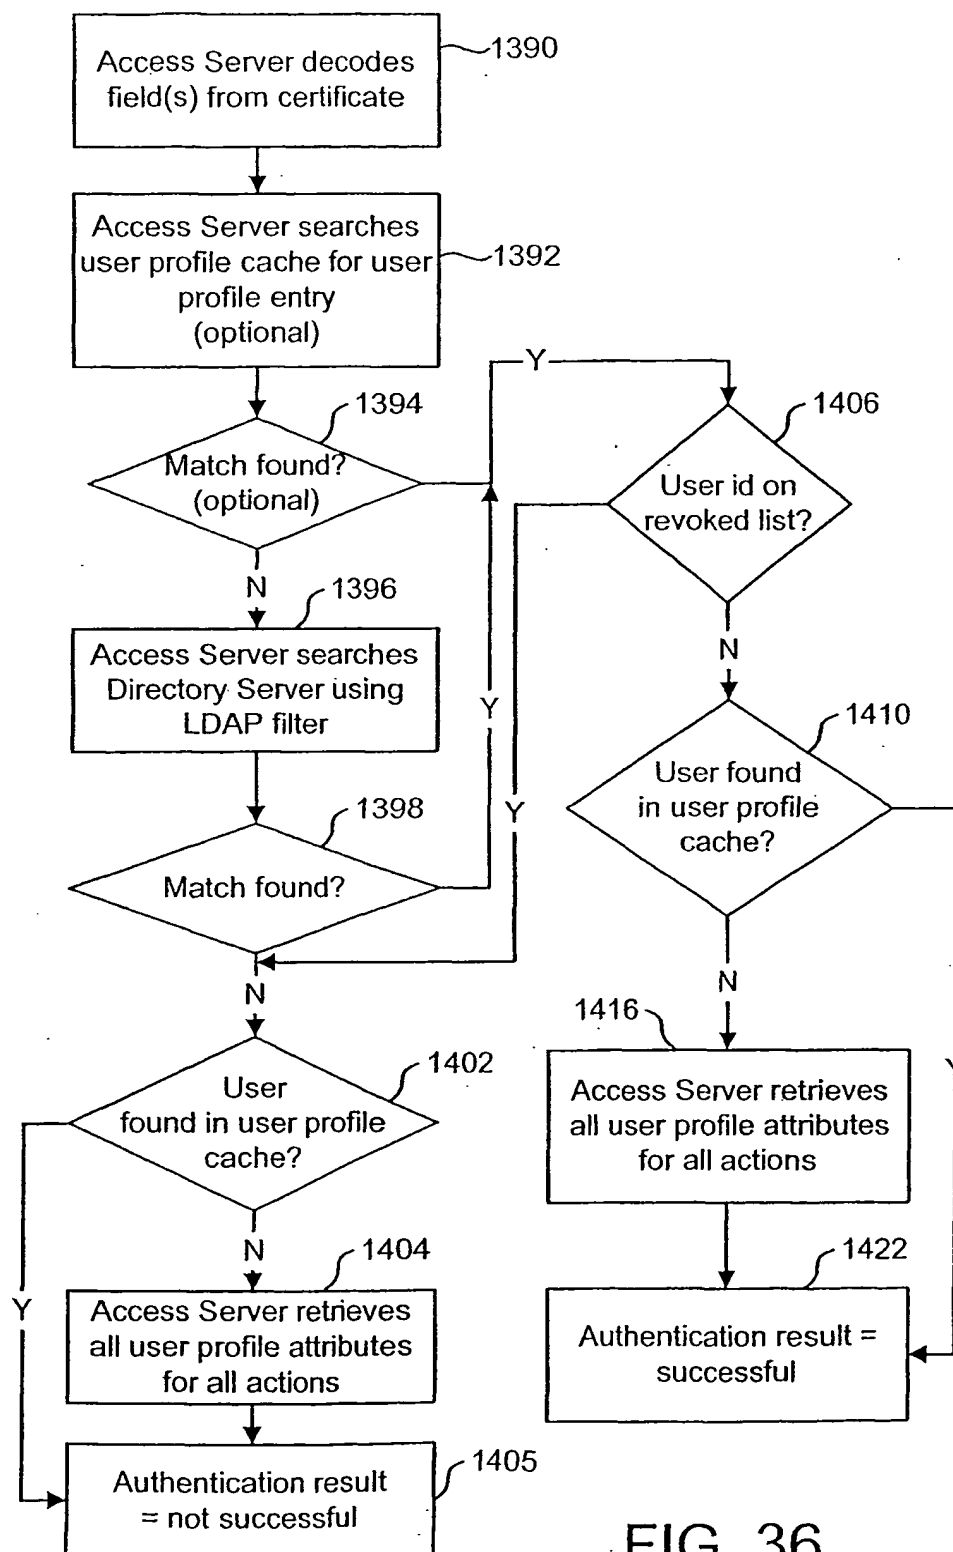 Access Server decodes
field(s) from certificate
1390
Access Server searches
user profile cache for user
profile entry
(optional)
1392
Y
1394
Match found?
(optional)
1406
User id on
revoked list?
N
1396
Access Server searches
Directory Server using
LDAP filter
N
Y
1410
User found
in user profile
cache?
Y
1398
Match found?
N
N
1402
User
found in user profile
cache?
1416
Access Server retrieves
all user profile attributes
for all actions
Y
N
1404
Access Server retrieves
all user profile attributes
for all actions
Y
1422
Authentication result =
successful
1405
Authentication result
= not successful
FIG. 36